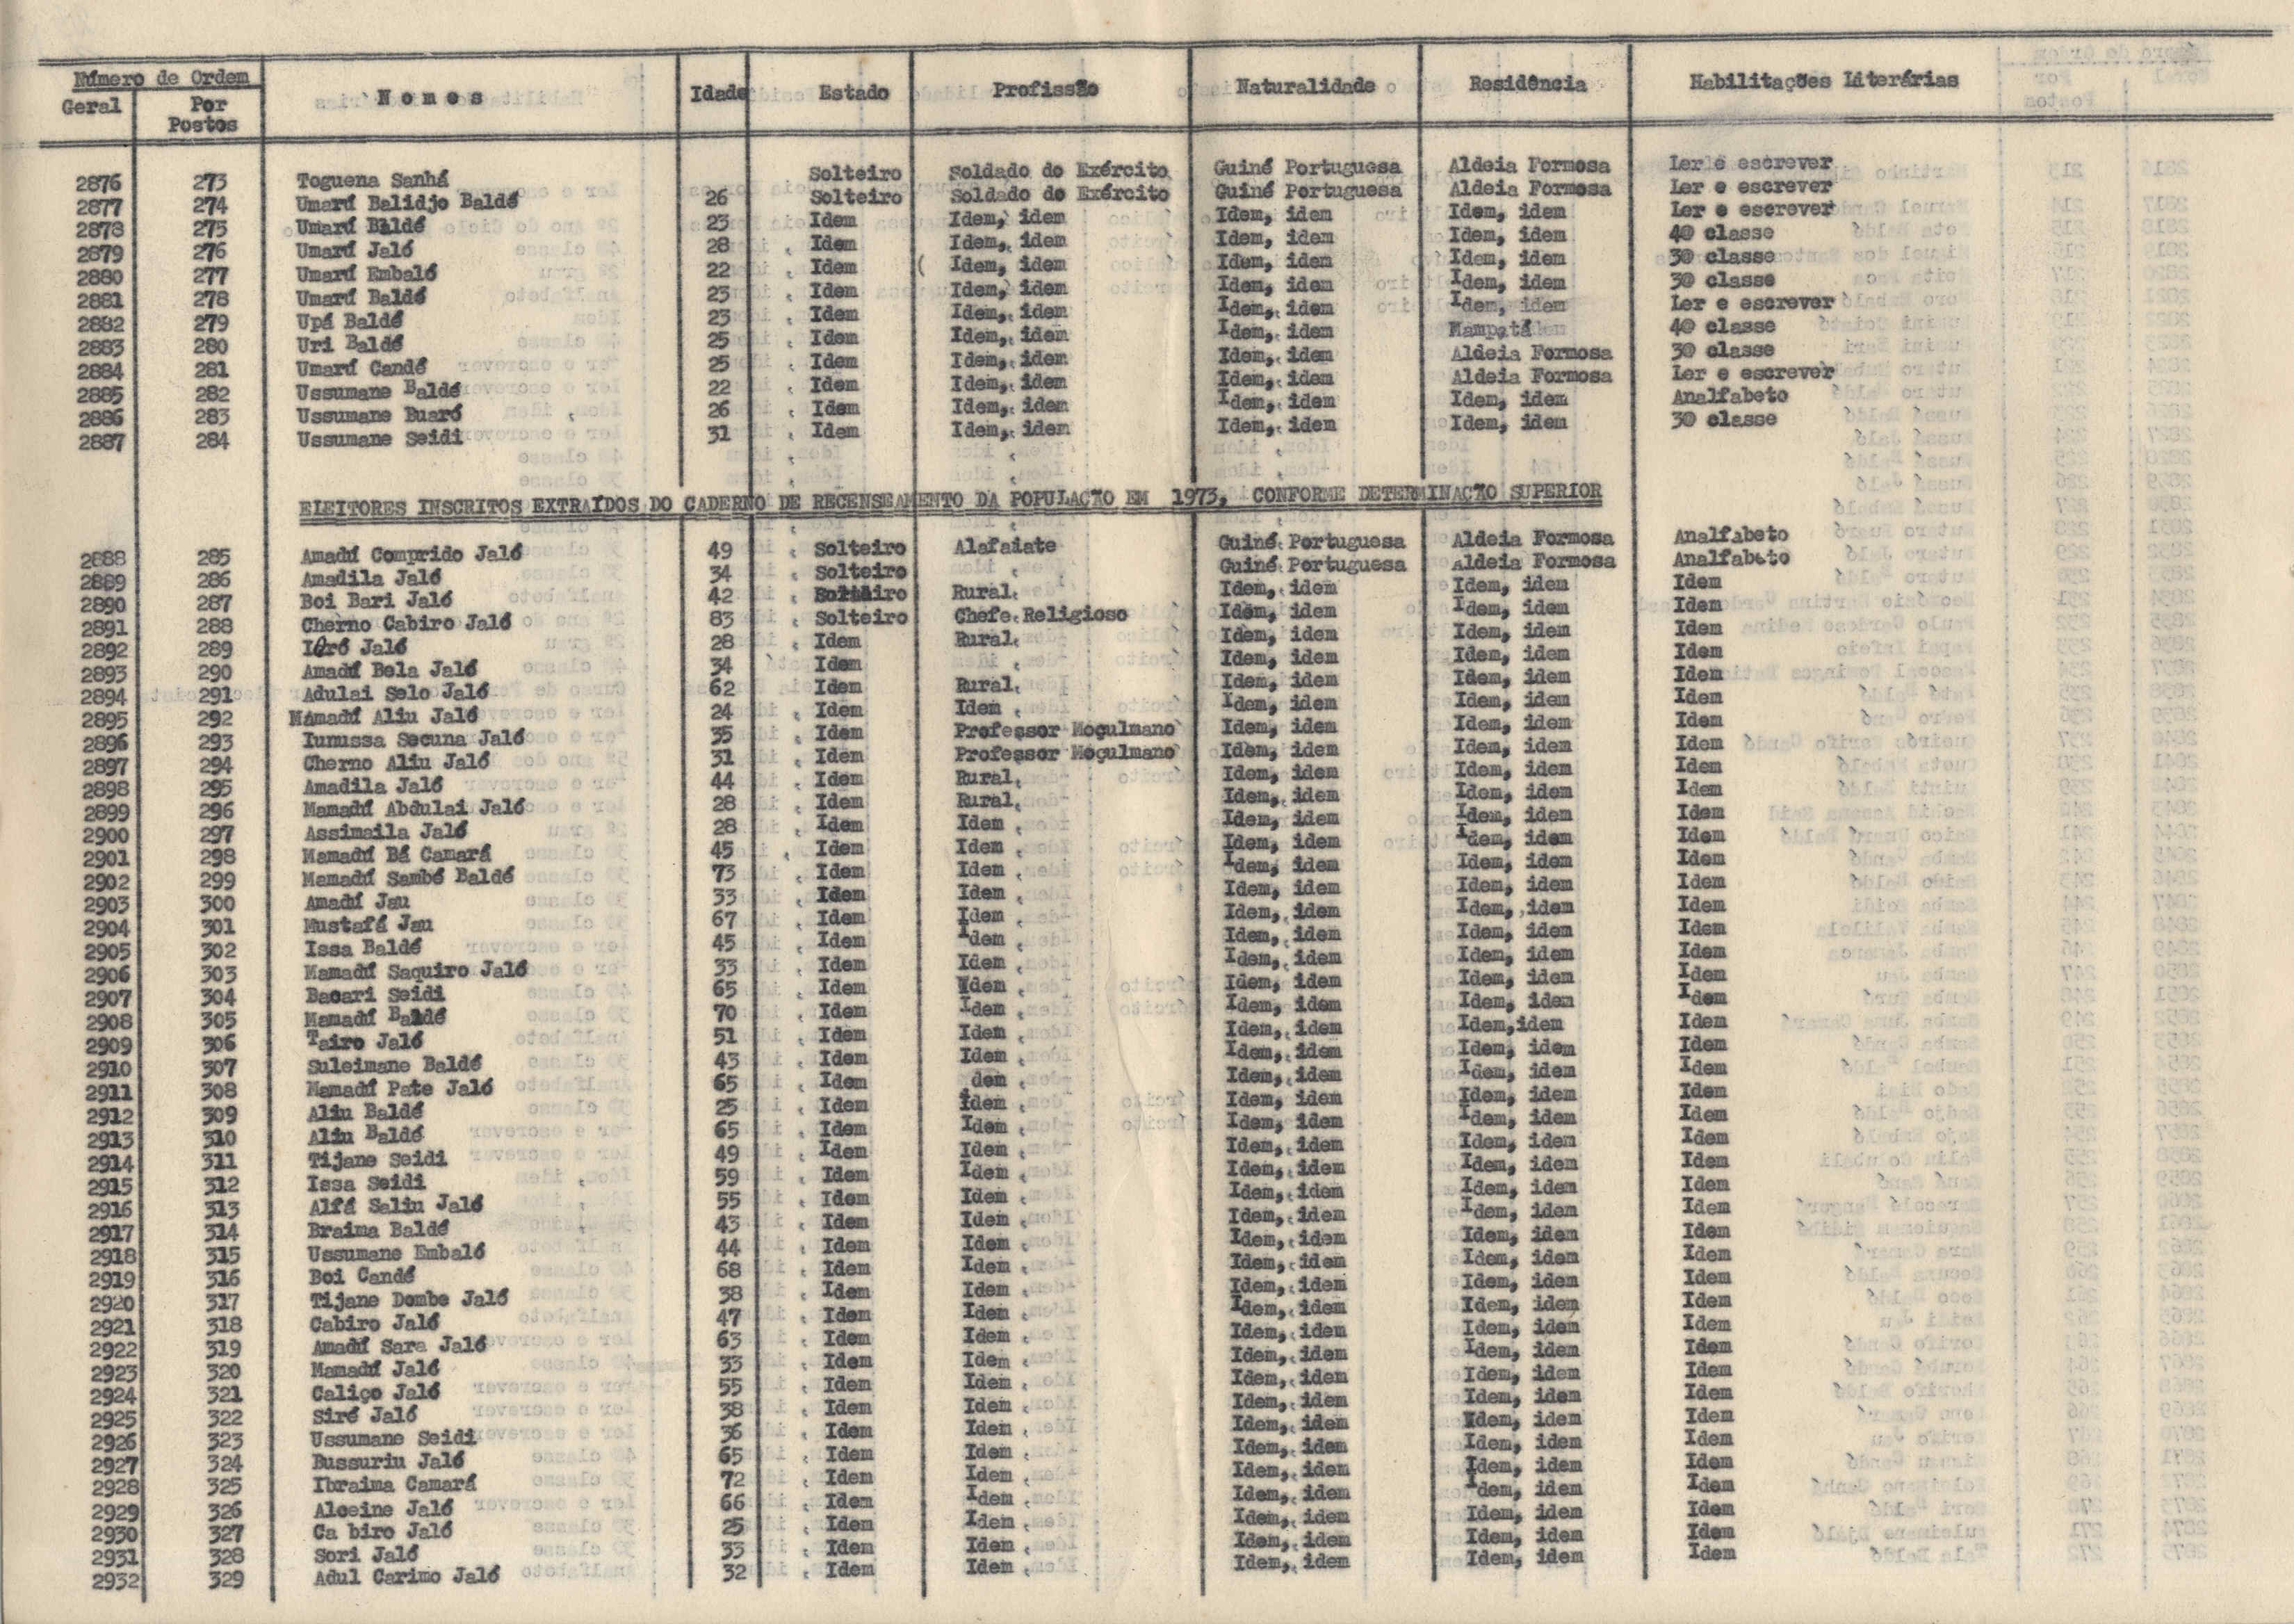 Número de Ordem
Geral Por Postos Nomes Idade Estado Profissão Naturalidade Residência Habilitações Literárias
2876 273 Toguena Sanhá Solteiro Soldado do Exército Guiné Portuguesa Aldeia Formosa Ler e escrever
2877 274 Umarú Balidjo Baldé 26 Solteiro Soldado do Exército Guiné Portuguesa Aldeia Formosa Ler e escrever
2878 275 Umarú Baldé 23 Idem Idem, idem Idem, idem Idem, idem Ler e escrever
2879 276 Umarú Jaló 28 Idem Idem, idem Idem, idem Idem, idem 4ª classe
2880 277 Umarú Embaló 22 Idem Idem, idem Idem, idem Idem, idem 3ª classe
2881 278 Umarú Baldé 23 Idem Idem, idem Idem, idem Idem, idem 3ª classe
2882 279 Upá Baldé 23 Idem Idem, idem Idem, idem Idem, idem Ler e escrever
2883 280 Uri Baldé 25 Idem Idem, idem Idem, idem Mampatá 4ª classe
2884 281 Umarú Candé 25 Idem Idem, idem Idem, idem Aldeia Formosa 3ª classe
2885 282 Ussumane Baldé 22 Idem Idem, idem Idem, idem Aldeia Formosa Ler e escrever
2886 283 Ussumane Buaró 26 Idem Idem, idem Idem, idem Idem, idem Analfabeto
2887 284 Ussumane Seidi 31 Idem Idem, idem Idem, idem Idem, idem 3ª classe
ELEITORES INSCRITOS EXTRAÍDOS DO CADERNO DE RECENSEAMENTO DA POPULAÇÃO EM 1973, CONFORME DETERMINAÇÃO SUPERIOR
2888 285 Amadú Comprido Jaló 49 Solteiro Alafaiate Guiné Portuguesa Aldeia Formosa Analfabeto
2889 286 Amadila Jaló 34 Solteiro Guiné Portuguesa Aldeia Formosa Analfabeto
2890 287 Boi Bari Jaló 42 Solteiro Rural Idem, idem Idem, idem Idem
2891 288 Cherno Cabiro Jaló 83 Solteiro Chefe Religioso Idem, idem Idem, idem Idem
2892 289 Iéró Jaló 28 Idem Rural Idem, idem Idem, idem Idem
2893 290 Amadú Bela Jaló 34 Idem Idem, idem Idem, idem Idem
2894 291 Adulai Selo Jaló 62 Idem Rural Idem, idem Idem, idem Idem
2895 292 Mamadú Aliu Jaló 24 Idem Idem Idem, idem Idem, idem Idem
2896 293 Iunussa Secuna Jaló 35 Idem Professor Moçulmano Idem, idem Idem, idem Idem
2897 294 Cherno Aliu Jaló 31 Idem Professor Moçulmano Idem, idem Idem, idem Idem
2898 295 Amadila Jaló 44 Idem Rural Idem, idem Idem, idem Idem
2899 296 Mamadú Abdulai Jaló 28 Idem Rural Idem, idem Idem, idem Idem
2900 297 Assimaila Jaló 28 Idem Idem Idem, idem Idem, idem Idem
2901 298 Mamadú Bá Camará 45 Idem Idem Idem, idem Idem, idem Idem
2902 299 Mamadú Sambé Baldé 73 Idem Idem Idem, idem Idem, idem Idem
2903 300 Amadú Jau 33 Idem Idem Idem, idem Idem, idem Idem
2904 301 Mustafá Jau 67 Idem Idem Idem, idem Idem, idem Idem
2905 302 Issa Baldé 45 Idem Idem Idem, idem Idem, idem Idem
2906 303 Mamadú Saquiro Jaló 33 Idem Idem Idem, idem Idem, idem Idem
2907 304 Bacari Seidi 65 Idem Idem Idem, idem Idem, idem Idem
2908 305 Mamadú Baldé 70 Idem Idem Idem, idem Idem, idem Idem
2909 306 Tairo Jaló 51 Idem Idem Idem, idem Idem,idem Idem
2910 307 Suleimane Baldé 43 Idem Idem Idem, idem Idem, idem Idem
2911 308 Mamadú Pate Jaló 65 Idem dem Idem, idem Idem, idem Idem
2912 309 Aliu Baldé 25 Idem Idem Idem, idem Idem, idem Idem
2913 310 Aliu Baldé 65 Idem Idem Idem, idem Idem, idem Idem
2914 311 Tijane Seidi 49 Idem Idem Idem, idem Idem, idem Idem
2915 312 Issa Seidi 59 Idem Idem Idem, idem Idem, idem Idem
2916 313 Alfá Saliu Jaló 55 Idem Idem Idem, idem Idem, idem Idem
2917 314 Braima Baldé 43 Idem Idem Idem, idem Idem, idem Idem
2918 315 Ussumane Embaló 44 Idem Idem Idem, idem Idem, idem Idem
2919 316 Boi Candé 68 Idem Idem Idem, idem Idem, idem Idem
2920 317 Tijane Dembe Jaló 38 Idem Idem Idem, idem Idem, idem Idem
2921 318 Cabiro Jaló 47 Idem Idem Idem, idem Idem, idem Idem
2922 319 Amadú Sara Jaló 63 Idem Idem Idem, idem Idem, idem Idem
2923 320 Mamadú Jaló 33 Idem Idem Idem, idem Idem, idem Idem
2924 321 Caliço Jaló 55 Idem Idem Idem, idem Idem, idem Idem
2925 322 Siré Jaló 38 Idem Idem Idem, idem Idem, idem Idem
2926 323 Ussumane Seidi 36 Idem Idem Idem, idem Idem, idem Idem
2927 324 Bussuriu Jaló 65 Idem Idem Idem, idem Idem, idem Idem
2928 325 Ibraima Camará 72 Idem Idem Idem, idem Idem, idem Idem
2929 326 Alceine Jaló 66 Idem Idem Idem, idem Idem, idem Idem
2930 327 Ca biro Jaló 25 Idem Idem Idem, idem Idem, idem Idem
2931 328 Sori Jaló 33 Idem Idem Idem, idem Idem, idem Idem
2932 329 Adul Carimo Jaló 32 Idem Idem Idem, idem Idem, idem Idem